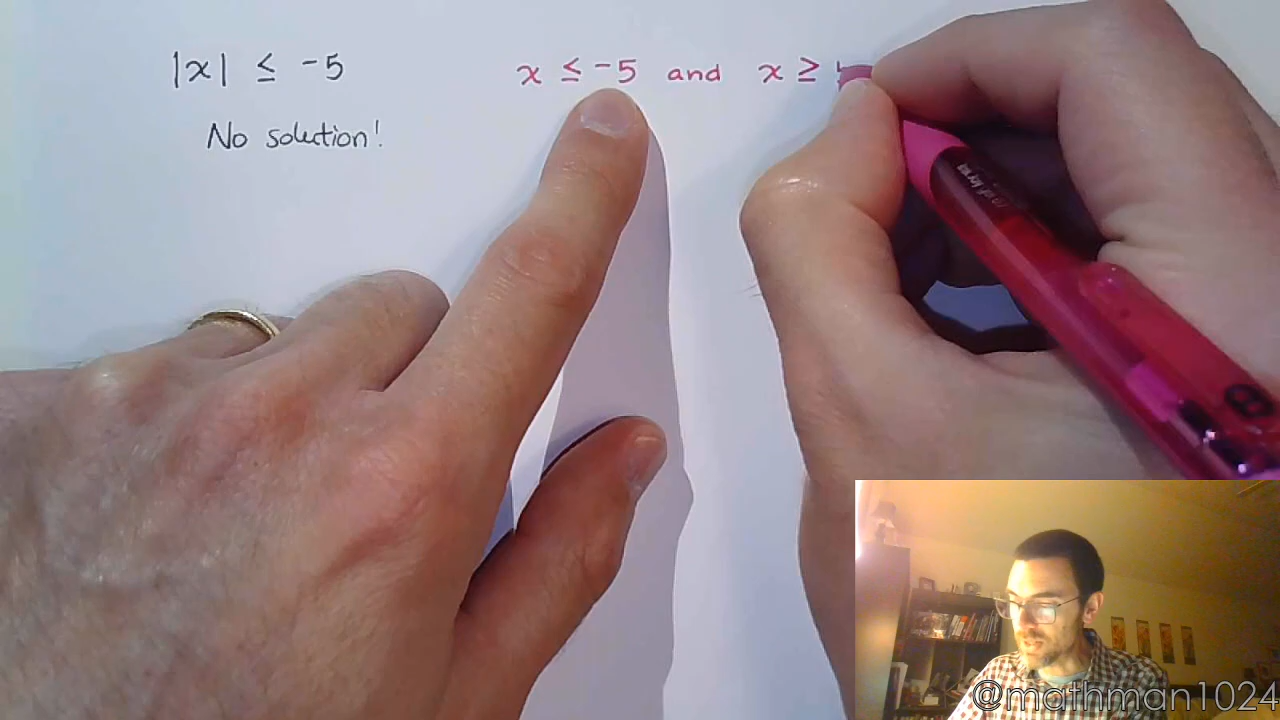 |x| ≤ -5
x ≤ -5 and x ≥
No solution!
@mathman1024